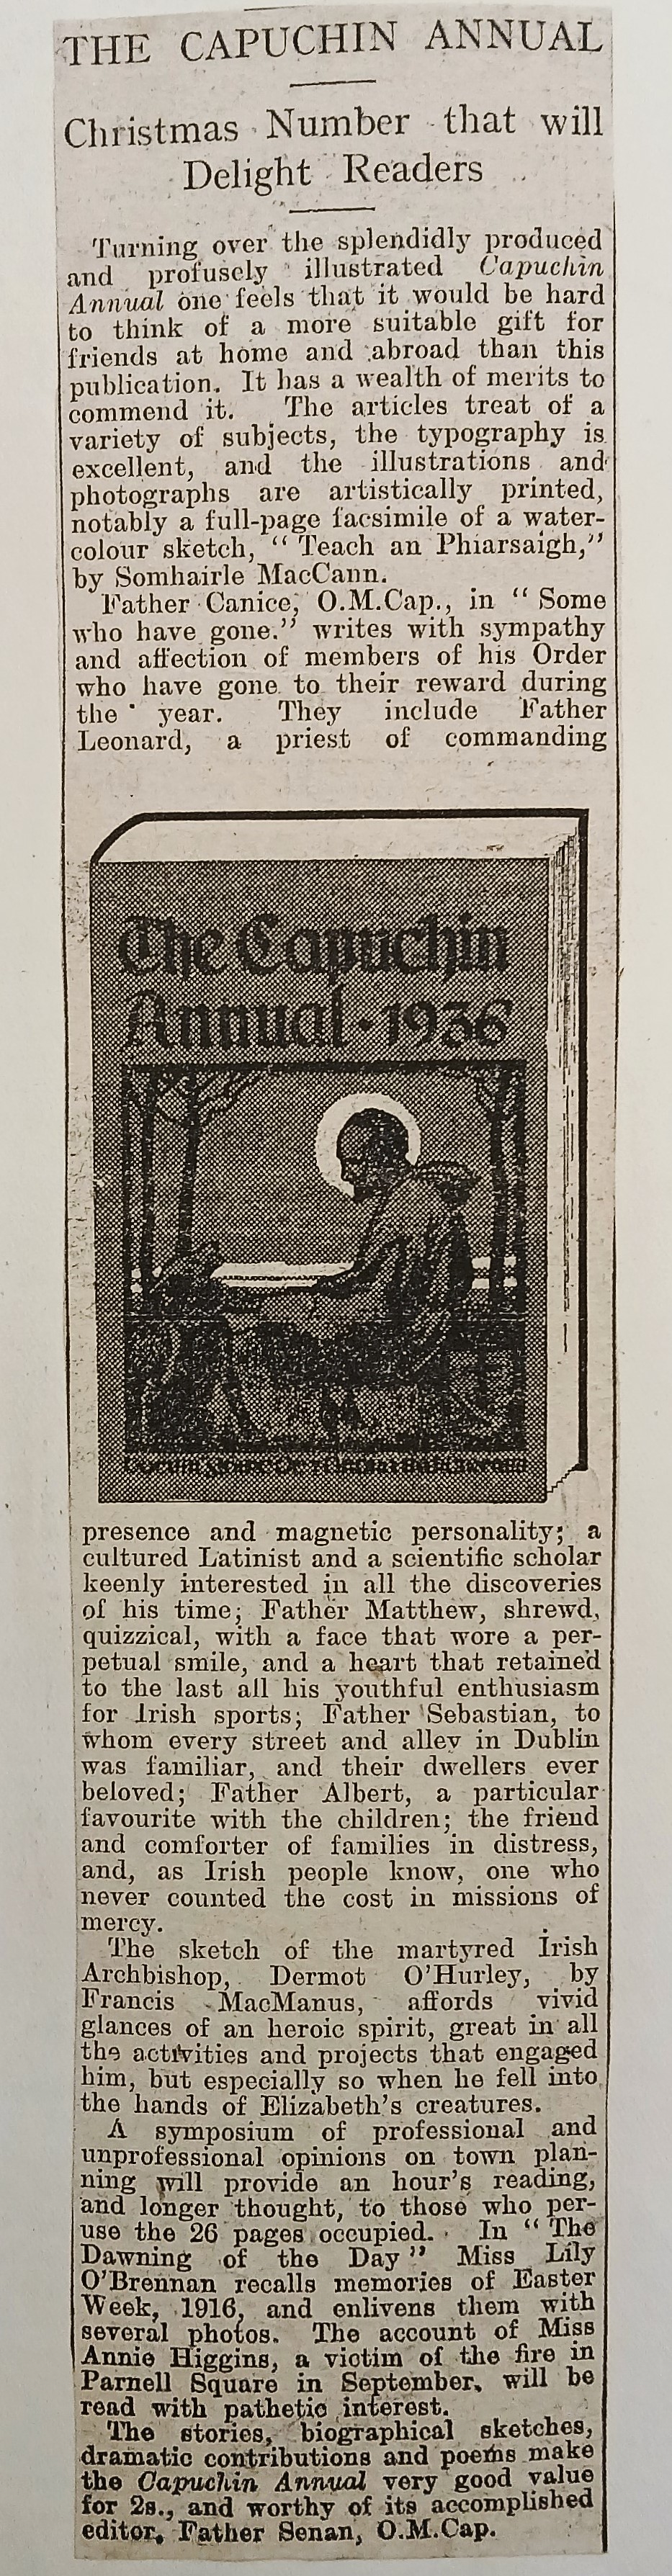 THE CAPUCHIN ANNUAL
Christmas Number that will
Delight Readers
Turning over the splendidly produced
and profusely illustrated Capuchin
Annual one feels that it would be hard
to think of a more suitable gift for
friends at home and abroad than this
publication. It has a wealth of merits to
commend it. The articles treat of a
variety of subjects, the typography is
excellent, and the illustrations and
photographs are artistically printed,
notably a full-page facsimile of a water-
colour sketch, “ Teach an Phiarsaigh,”
by Somhairle MacCann.
Father Canice, O.M.Cap., in “ Some
who have gone.” writes with sympathy
and affection of members of his Order
who have gone to their reward during
the year. They include Father
Leonard, a priest of commanding
The Capuchin
Annual · 1936
presence and magnetic personality; a
cultured Latinist and a scientific scholar
keenly interested in all the discoveries
of his time; Father Matthew, shrewd,
quizzical, with a face that wore a per-
petual smile, and a heart that retained
to the last all his youthful enthusiasm
for Irish sports; Father Sebastian, to
whom every street and alley in Dublin
was familiar, and their dwellers ever
beloved; Father Albert, a particular
favourite with the children; the friend
and comforter of families in distress,
and, as Irish people know, one who
never counted the cost in missions of
mercy.
The sketch of the martyred Irish
Archbishop, Dermot O'Hurley, by
Francis MacManus, affords vivid
glances of an heroic spirit, great in all
the activities and projects that engaged
him, but especially so when he fell into
the hands of Elizabeth's creatures.
A symposium of professional and
unprofessional opinions on town plan-
ning will provide an hour's reading,
and longer thought, to those who per-
use the 26 pages occupied. In “ The
Dawning of the Day ” Miss Lily
O'Brennan recalls memories of Easter
Week, 1916, and enlivens them with
several photos. The account of Miss
Annie Higgins, a victim of the fire in
Parnell Square in September, will be
read with pathetic interest.
The stories, biographical sketches,
dramatic contributions and poems make
the Capuchin Annual very good value
for 2s., and worthy of its accomplished
editor, Father Senan, O.M.Cap.